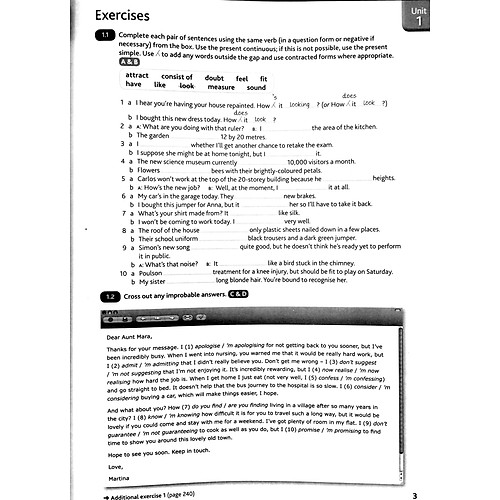 Exercises
Unit
1
1.1 Complete each pair of sentences using the same verb (in a question form or negative if
necessary) from the box. Use the present continuous; if this is not possible, use the present
simple. Use ⁁ to add any words outside the gap and use contracted forms where appropriate.
A & B
attract consist of doubt feel fit
have like look measure sound
's does
1 a I hear you're having your house repainted. How ⁁ it looking ? (or How ⁁ it look ?)
does
b I bought this new dress today. How ⁁ it look ?
2 a A: What are you doing with that ruler? B: I the area of the kitchen.
b The garden 12 by 20 metres.
3 a I whether I'll get another chance to retake the exam.
b I suppose she might be at home tonight, but I it.
4 a The new science museum currently 10,000 visitors a month.
b Flowers bees with their brightly-coloured petals.
5 a Carlos won't work at the top of the 20-storey building because he heights.
b A: How's the new job? B: Well, at the moment, I it at all.
6 a My car's in the garage today. They new brakes.
b I bought this jumper for Anna, but it her so I'll have to take it back.
7 a What's your shirt made from? It like silk.
b I won't be coming to work today. I very well.
8 a The roof of the house only plastic sheets nailed down in a few places.
b Their school uniform black trousers and a dark green jumper.
9 a Simon's new song quite good, but he doesn't think he's ready yet to perform
it in public.
b A: What's that noise? B: It like a bird stuck in the chimney.
10 a Poulson treatment for a knee injury, but should be fit to play on Saturday.
b My sister long blonde hair. You're bound to recognise her.
1.2 Cross out any improbable answers. C & D
Dear Aunt Mara,
Thanks for your message. I (1) apologise / 'm apologising for not getting back to you sooner, but I've
been incredibly busy. When I went into nursing, you warned me that it would be really hard work, but
I (2) admit / 'm admitting that I didn't really believe you. Don't get me wrong – I (3) don't suggest
/ 'm not suggesting that I'm not enjoying it. It's incredibly rewarding, but I (4) now realise / 'm now
realising how hard the job is. When I get home I just eat (not very well, I (5) confess / 'm confessing)
and go straight to bed. It doesn't help that the bus journey to the hospital is so slow. I (6) consider / 'm
considering buying a car, which will make things easier, I hope.
And what about you? How (7) do you find / are you finding living in a village after so many years in
the city? I (8) know / 'm knowing how difficult it is for you to travel such a long way, but it would be
lovely if you could come and stay with me for a weekend. I've got plenty of room in my flat. I (9) don't
guarantee / 'm not guaranteeing to cook as well as you do, but I (10) promise / 'm promising to find
time to show you around this lovely old town.
Hope to see you soon. Keep in touch.
Love,
Martina
➜ Additional exercise 1 (page 240)
3